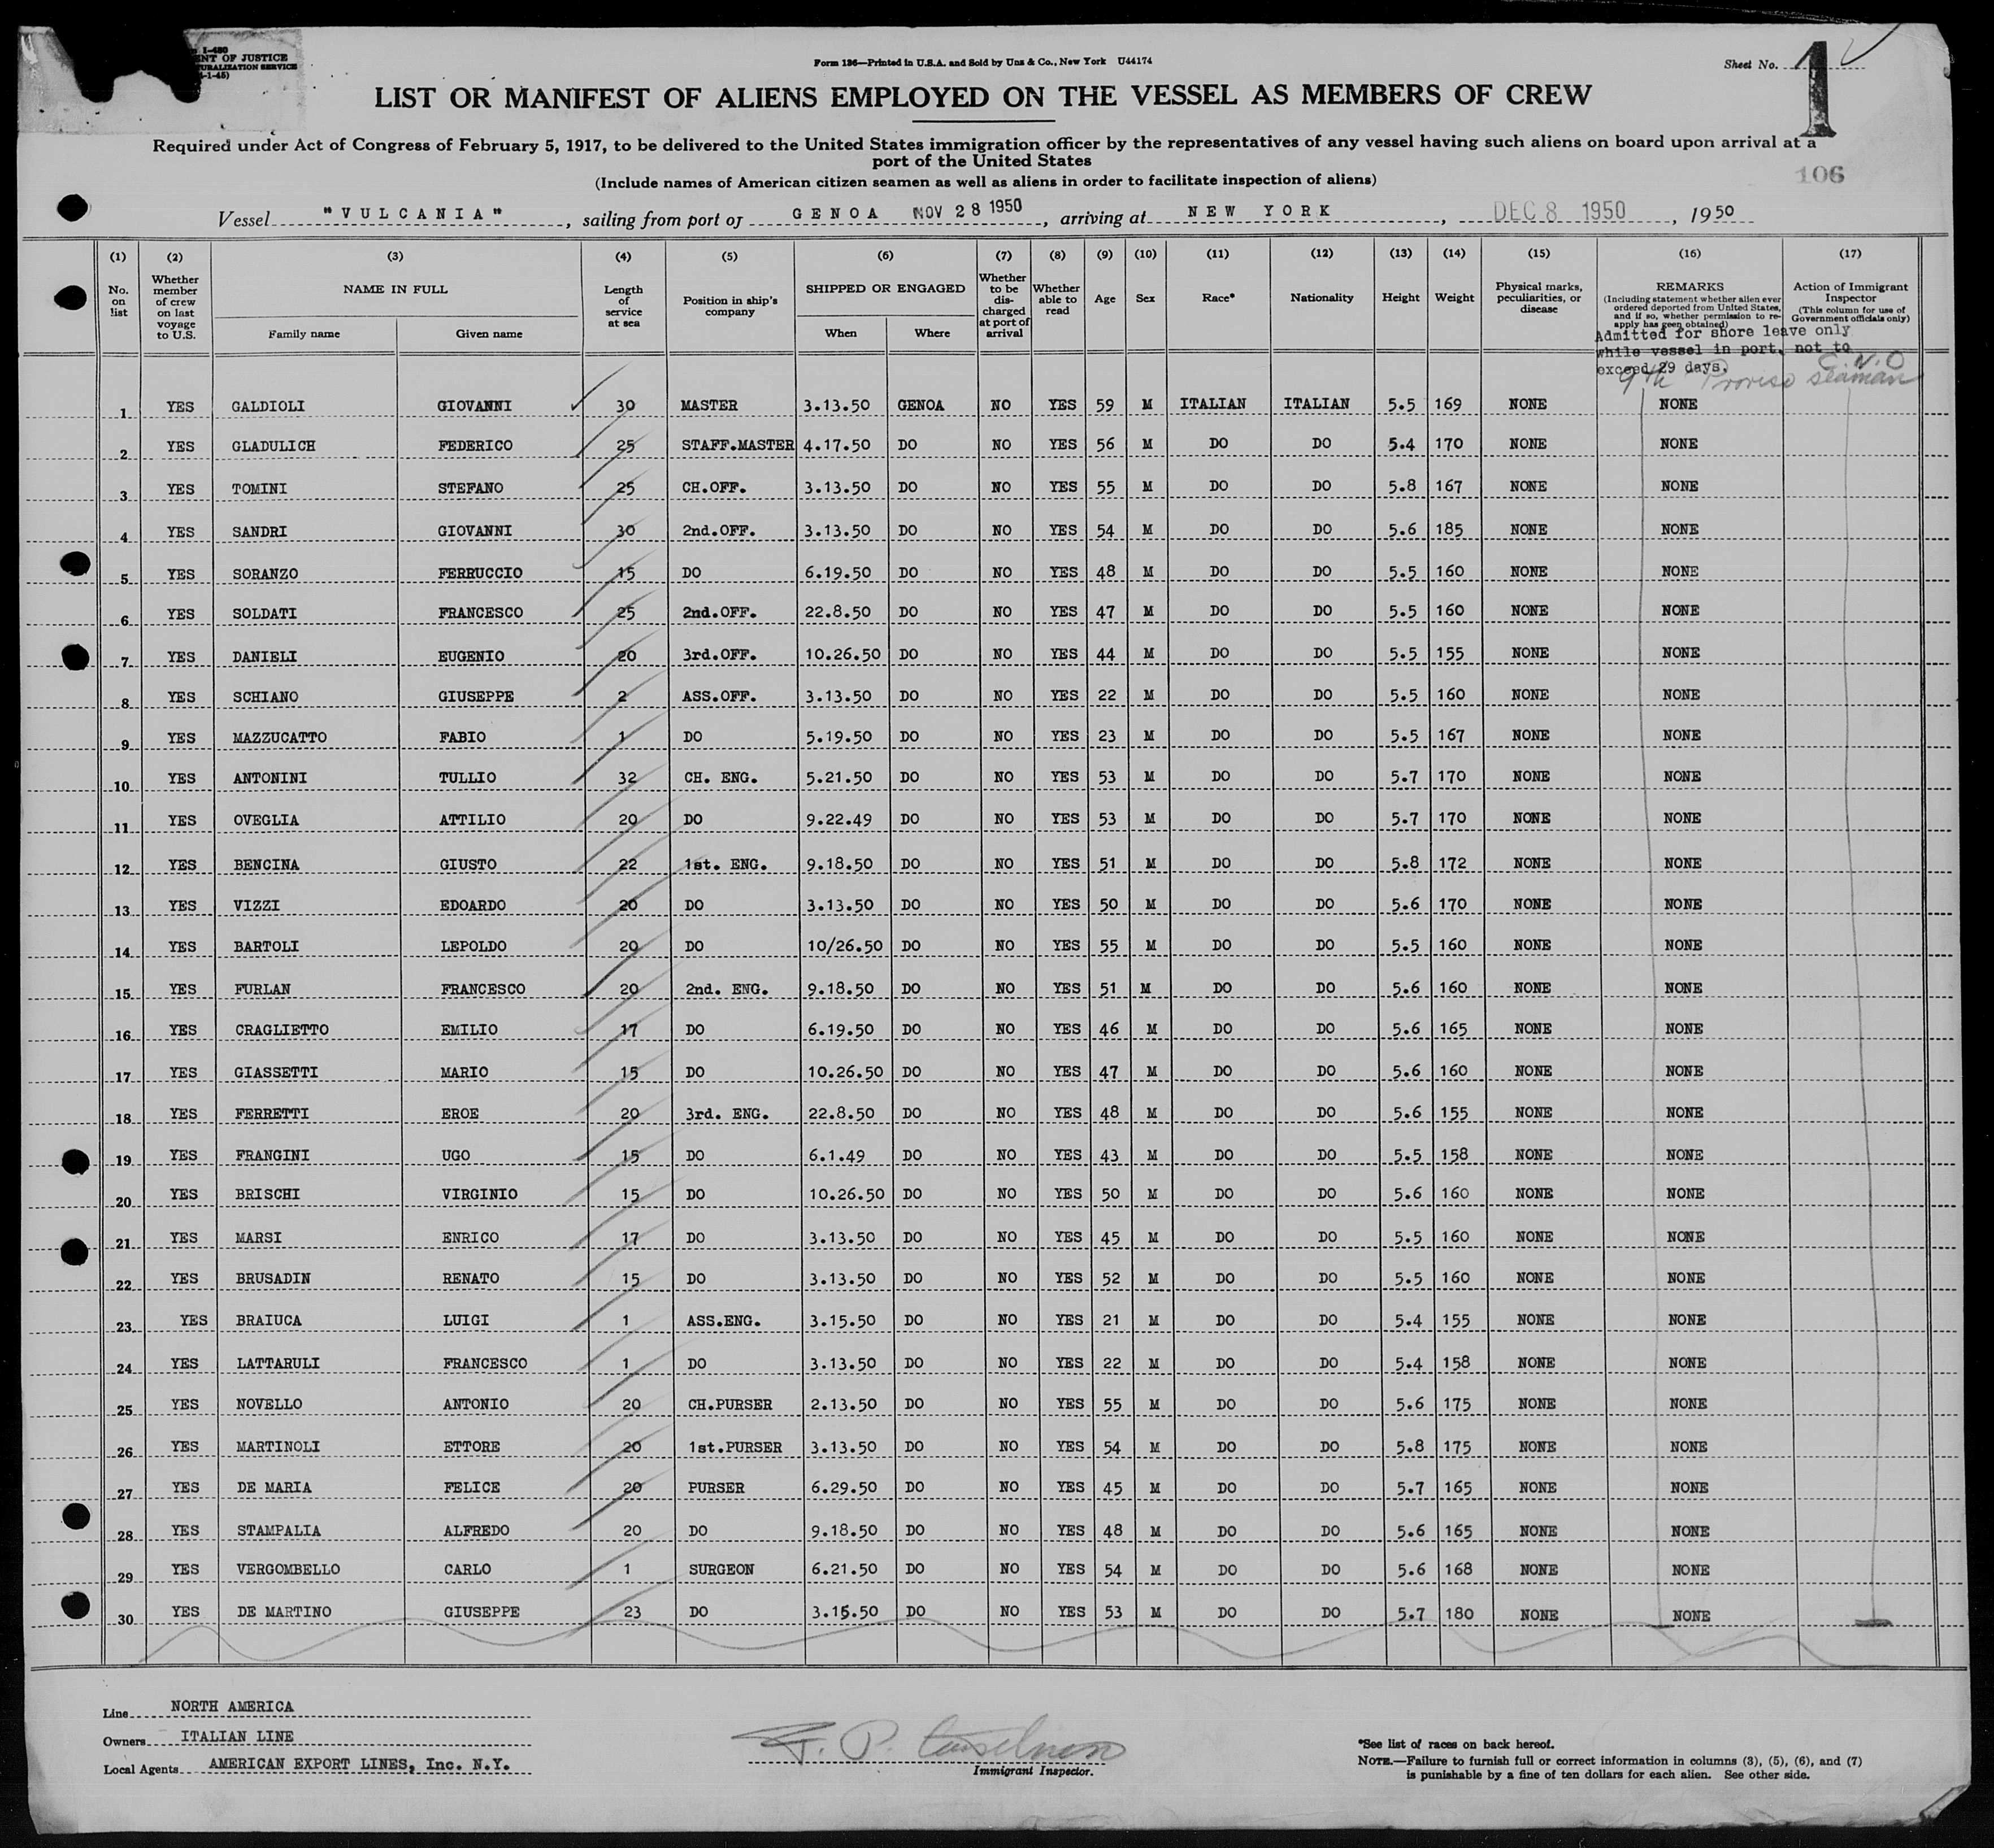 I-480
ENT OF JUSTICE
URALIZATION SERVICE
-1-45)
Form 136—Printed in U.S.A. and Sold by Unz & Co., New York U44174
Sheet No. 1
1
LIST OR MANIFEST OF ALIENS EMPLOYED ON THE VESSEL AS MEMBERS OF CREW
Required under Act of Congress of February 5, 1917, to be delivered to the United States immigration officer by the representatives of any vessel having such aliens on board upon arrival at a
port of the United States
(Include names of American citizen seamen as well as aliens in order to facilitate inspection of aliens)
106
Vessel "VULCANIA", sailing from port of GENOA NOV 28 1950, arriving at NEW YORK, DEC 8 1950, 1950
(1) (2) (3) (4) (5) (6) (7) (8) (9) (10) (11) (12) (13) (14) (15) (16) (17)
No. on list
Whether member of crew on last voyage to U.S.
NAME IN FULL
Family name Given name
Length of service at sea
Position in ship's company
SHIPPED OR ENGAGED
When Where
Whether to be discharged at port of arrival
Whether able to read
Age
Sex
Race*
Nationality
Height
Weight
Physical marks, peculiarities, or disease
REMARKS
(Including statement whether alien ever ordered deported from United States, and if so, whether permission to reapply has been obtained)
Action of Immigrant Inspector
(This column for use of Government officials only)
Admitted for shore leave only
while vessel in port, not to
exceed 29 days.
9th Proviso seaman
1 YES GALDIOLI GIOVANNI 30 MASTER 3.13.50 GENOA NO YES 59 M ITALIAN ITALIAN 5.5 169 NONE NONE
2 YES GLADULICH FEDERICO 25 STAFF.MASTER 4.17.50 DO NO YES 56 M DO DO 5.4 170 NONE NONE
3 YES TOMINI STEFANO 25 CH.OFF. 3.13.50 DO NO YES 55 M DO DO 5.8 167 NONE NONE
4 YES SANDRI GIOVANNI 30 2nd.OFF. 3.13.50 DO NO YES 54 M DO DO 5.6 185 NONE NONE
5 YES SORANZO FERRUCCIO 15 DO 6.19.50 DO NO YES 48 M DO DO 5.5 160 NONE NONE
6 YES SOLDATI FRANCESCO 25 2nd.OFF. 22.8.50 DO NO YES 47 M DO DO 5.5 160 NONE NONE
7 YES DANIELI EUGENIO 20 3rd.OFF. 10.26.50 DO NO YES 44 M DO DO 5.5 155 NONE NONE
8 YES SCHIANO GIUSEPPE 2 ASS.OFF. 3.13.50 DO NO YES 22 M DO DO 5.5 160 NONE NONE
9 YES MAZZUCATTO FABIO 1 DO 5.19.50 DO NO YES 23 M DO DO 5.5 167 NONE NONE
10 YES ANTONINI TULLIO 32 CH. ENG. 5.21.50 DO NO YES 53 M DO DO 5.7 170 NONE NONE
11 YES OVEGLIA ATTILIO 20 DO 9.22.49 DO NO YES 53 M DO DO 5.7 170 NONE NONE
12 YES BENCINA GIUSTO 22 1st. ENG. 9.18.50 DO NO YES 51 M DO DO 5.8 172 NONE NONE
13 YES VIZZI EDOARDO 20 DO 3.13.50 DO NO YES 50 M DO DO 5.6 170 NONE NONE
14 YES BARTOLI LEPOLDO 20 DO 10/26.50 DO NO YES 55 M DO DO 5.5 160 NONE NONE
15 YES FURLAN FRANCESCO 20 2nd. ENG. 9.18.50 DO NO YES 51 M DO DO 5.6 160 NONE NONE
16 YES CRAGLIETTO EMILIO 17 DO 6.19.50 DO NO YES 46 M DO DO 5.6 165 NONE NONE
17 YES GIASSETTI MARIO 15 DO 10.26.50 DO NO YES 47 M DO DO 5.6 160 NONE NONE
18 YES FERRETTI EROE 20 3rd. ENG. 22.8.50 DO NO YES 48 M DO DO 5.6 155 NONE NONE
19 YES FRANGINI UGO 15 DO 6.1.49 DO NO YES 43 M DO DO 5.5 158 NONE NONE
20 YES BRISCHI VIRGINIO 15 DO 10.26.50 DO NO YES 50 M DO DO 5.6 160 NONE NONE
21 YES MARSI ENRICO 17 DO 3.13.50 DO NO YES 45 M DO DO 5.5 160 NONE NONE
22 YES BRUSADIN RENATO 15 DO 3.13.50 DO NO YES 52 M DO DO 5.5 160 NONE NONE
23 YES BRAIUCA LUIGI 1 ASS.ENG. 3.15.50 DO NO YES 21 M DO DO 5.4 155 NONE NONE
24 YES LATTARULI FRANCESCO 1 DO 3.13.50 DO NO YES 22 M DO DO 5.4 158 NONE NONE
25 YES NOVELLO ANTONIO 20 CH.PURSER 2.13.50 DO NO YES 55 M DO DO 5.6 175 NONE NONE
26 YES MARTINOLI ETTORE 20 1st.PURSER 3.13.50 DO NO YES 54 M DO DO 5.8 175 NONE NONE
27 YES DE MARIA FELICE 20 PURSER 6.29.50 DO NO YES 45 M DO DO 5.7 165 NONE NONE
28 YES STAMPALIA ALFREDO 20 DO 9.18.50 DO NO YES 48 M DO DO 5.6 165 NONE NONE
29 YES VERGOMBELLO CARLO 1 SURGEON 6.21.50 DO NO YES 54 M DO DO 5.6 168 NONE NONE
30 YES DE MARTINO GIUSEPPE 23 DO 3.15.50 DO NO YES 53 M DO DO 5.7 180 NONE NONE
Line NORTH AMERICA
Owners ITALIAN LINE
Local Agents AMERICAN EXPORT LINES, Inc. N.Y.
Immigrant Inspector.
*See list of races on back hereof.
NOTE.—Failure to furnish full or correct information in columns (3), (5), (6), and (7)
is punishable by a fine of ten dollars for each alien. See other side.